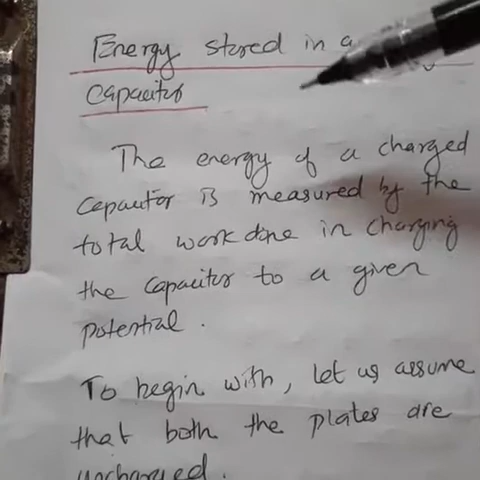 Energy stored in a
Capacitor
The energy of a charged
Capacitor is measured by the
total work done in charging
the capacitor to a given
potential.
To begin with, let us assume
that both the plates are
uncharged.